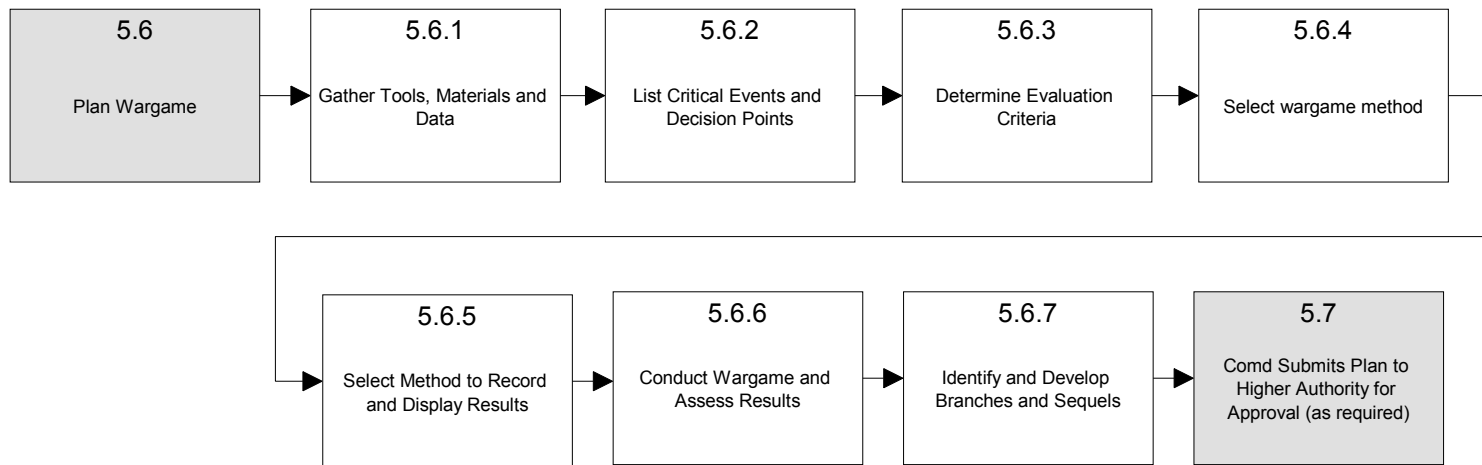 5.6
Plan Wargame
5.6.1
Gather Tools, Materials and
Data
5.6.2
List Critical Events and
Decision Points
5.6.3
Determine Evaluation
Criteria
5.6.4
Select wargame method
5.6.5
Select Method to Record
and Display Results
5.6.6
Conduct Wargame and
Assess Results
5.6.7
Identify and Develop
Branches and Sequels
5.7
Comd Submits Plan to
Higher Authority for
Approval (as required)